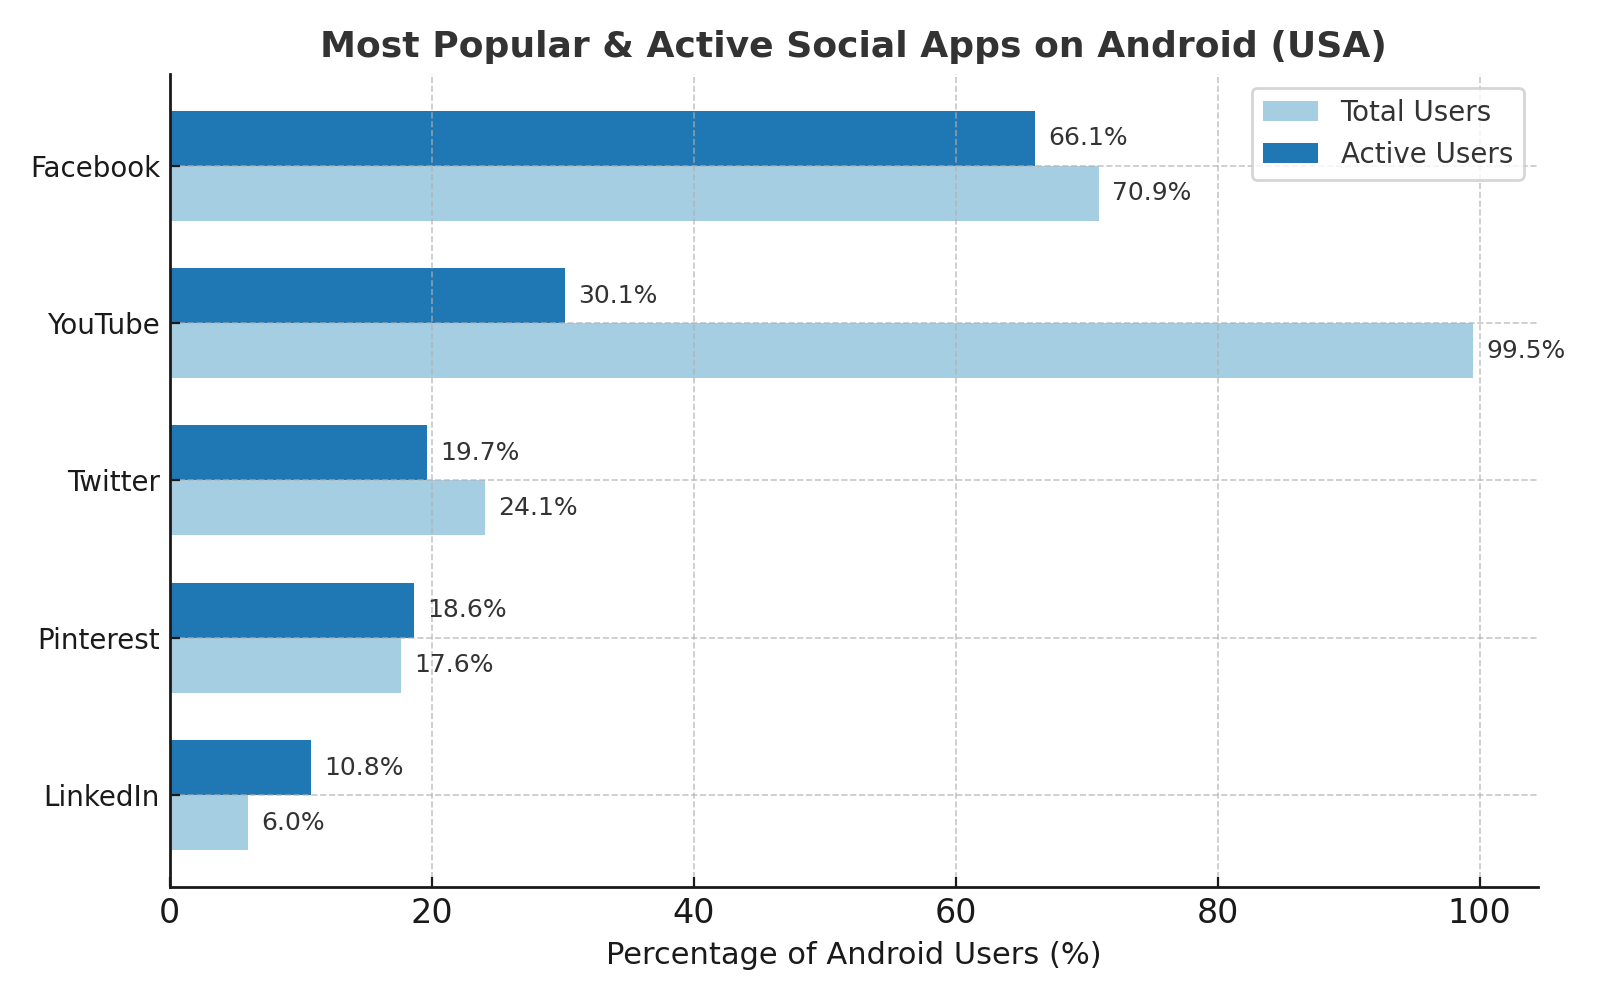 Most Popular & Active Social Apps on Android (USA)
Total Users
Active Users
Facebook
66.1%
70.9%
YouTube
30.1%
99.5%
Twitter
19.7%
24.1%
Pinterest
18.6%
17.6%
LinkedIn
10.8%
6.0%
0 20 40 60 80 100
Percentage of Android Users (%)